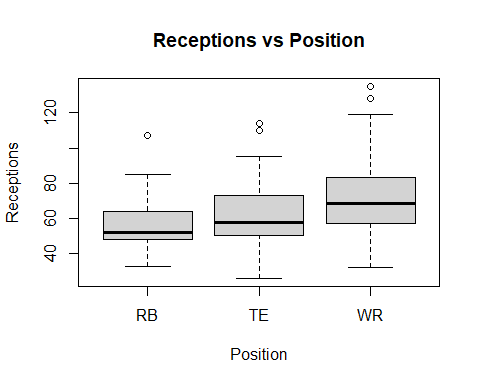 Receptions vs Position
Receptions
120
80
60
40
RB TE WR
Position